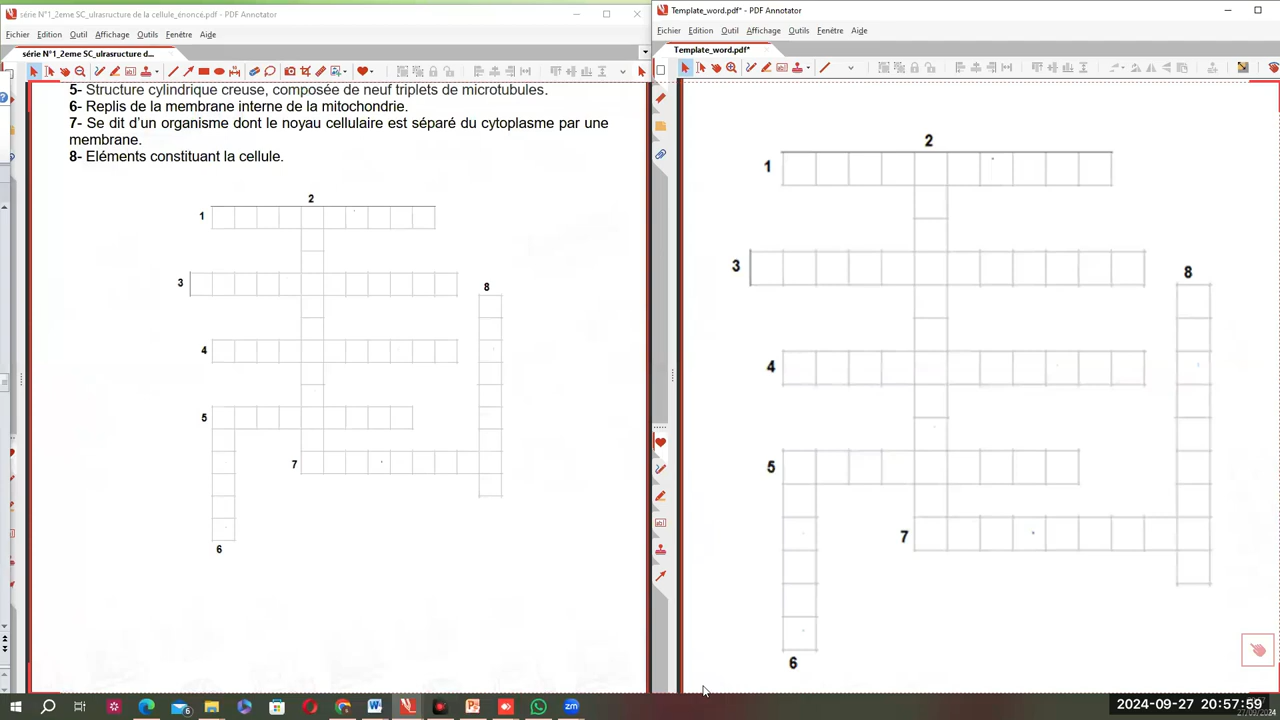 série N°1_2eme SC_ulrasructure de la cellule_énoncé.pdf - PDF Annotator
Fichier Edition Outil Affichage Outils Fenêtre Aide
série N°1_2eme SC_ulrasructure d...
5- Structure cylindrique creuse, composée de neuf triplets de microtubules.
6- Replis de la membrane interne de la mitochondrie.
7- Se dit d'un organisme dont le noyau cellulaire est séparé du cytoplasme par une
membrane.
8- Eléments constituant la cellule.
2
1
3
8
4
5
7
6
Template_word.pdf* - PDF Annotator
Fichier Edition Outil Affichage Outils Fenêtre Aide
Template_word.pdf*
2
1
3
8
4
5
7
6
2024-09-27 20:57:59
27/09/2024